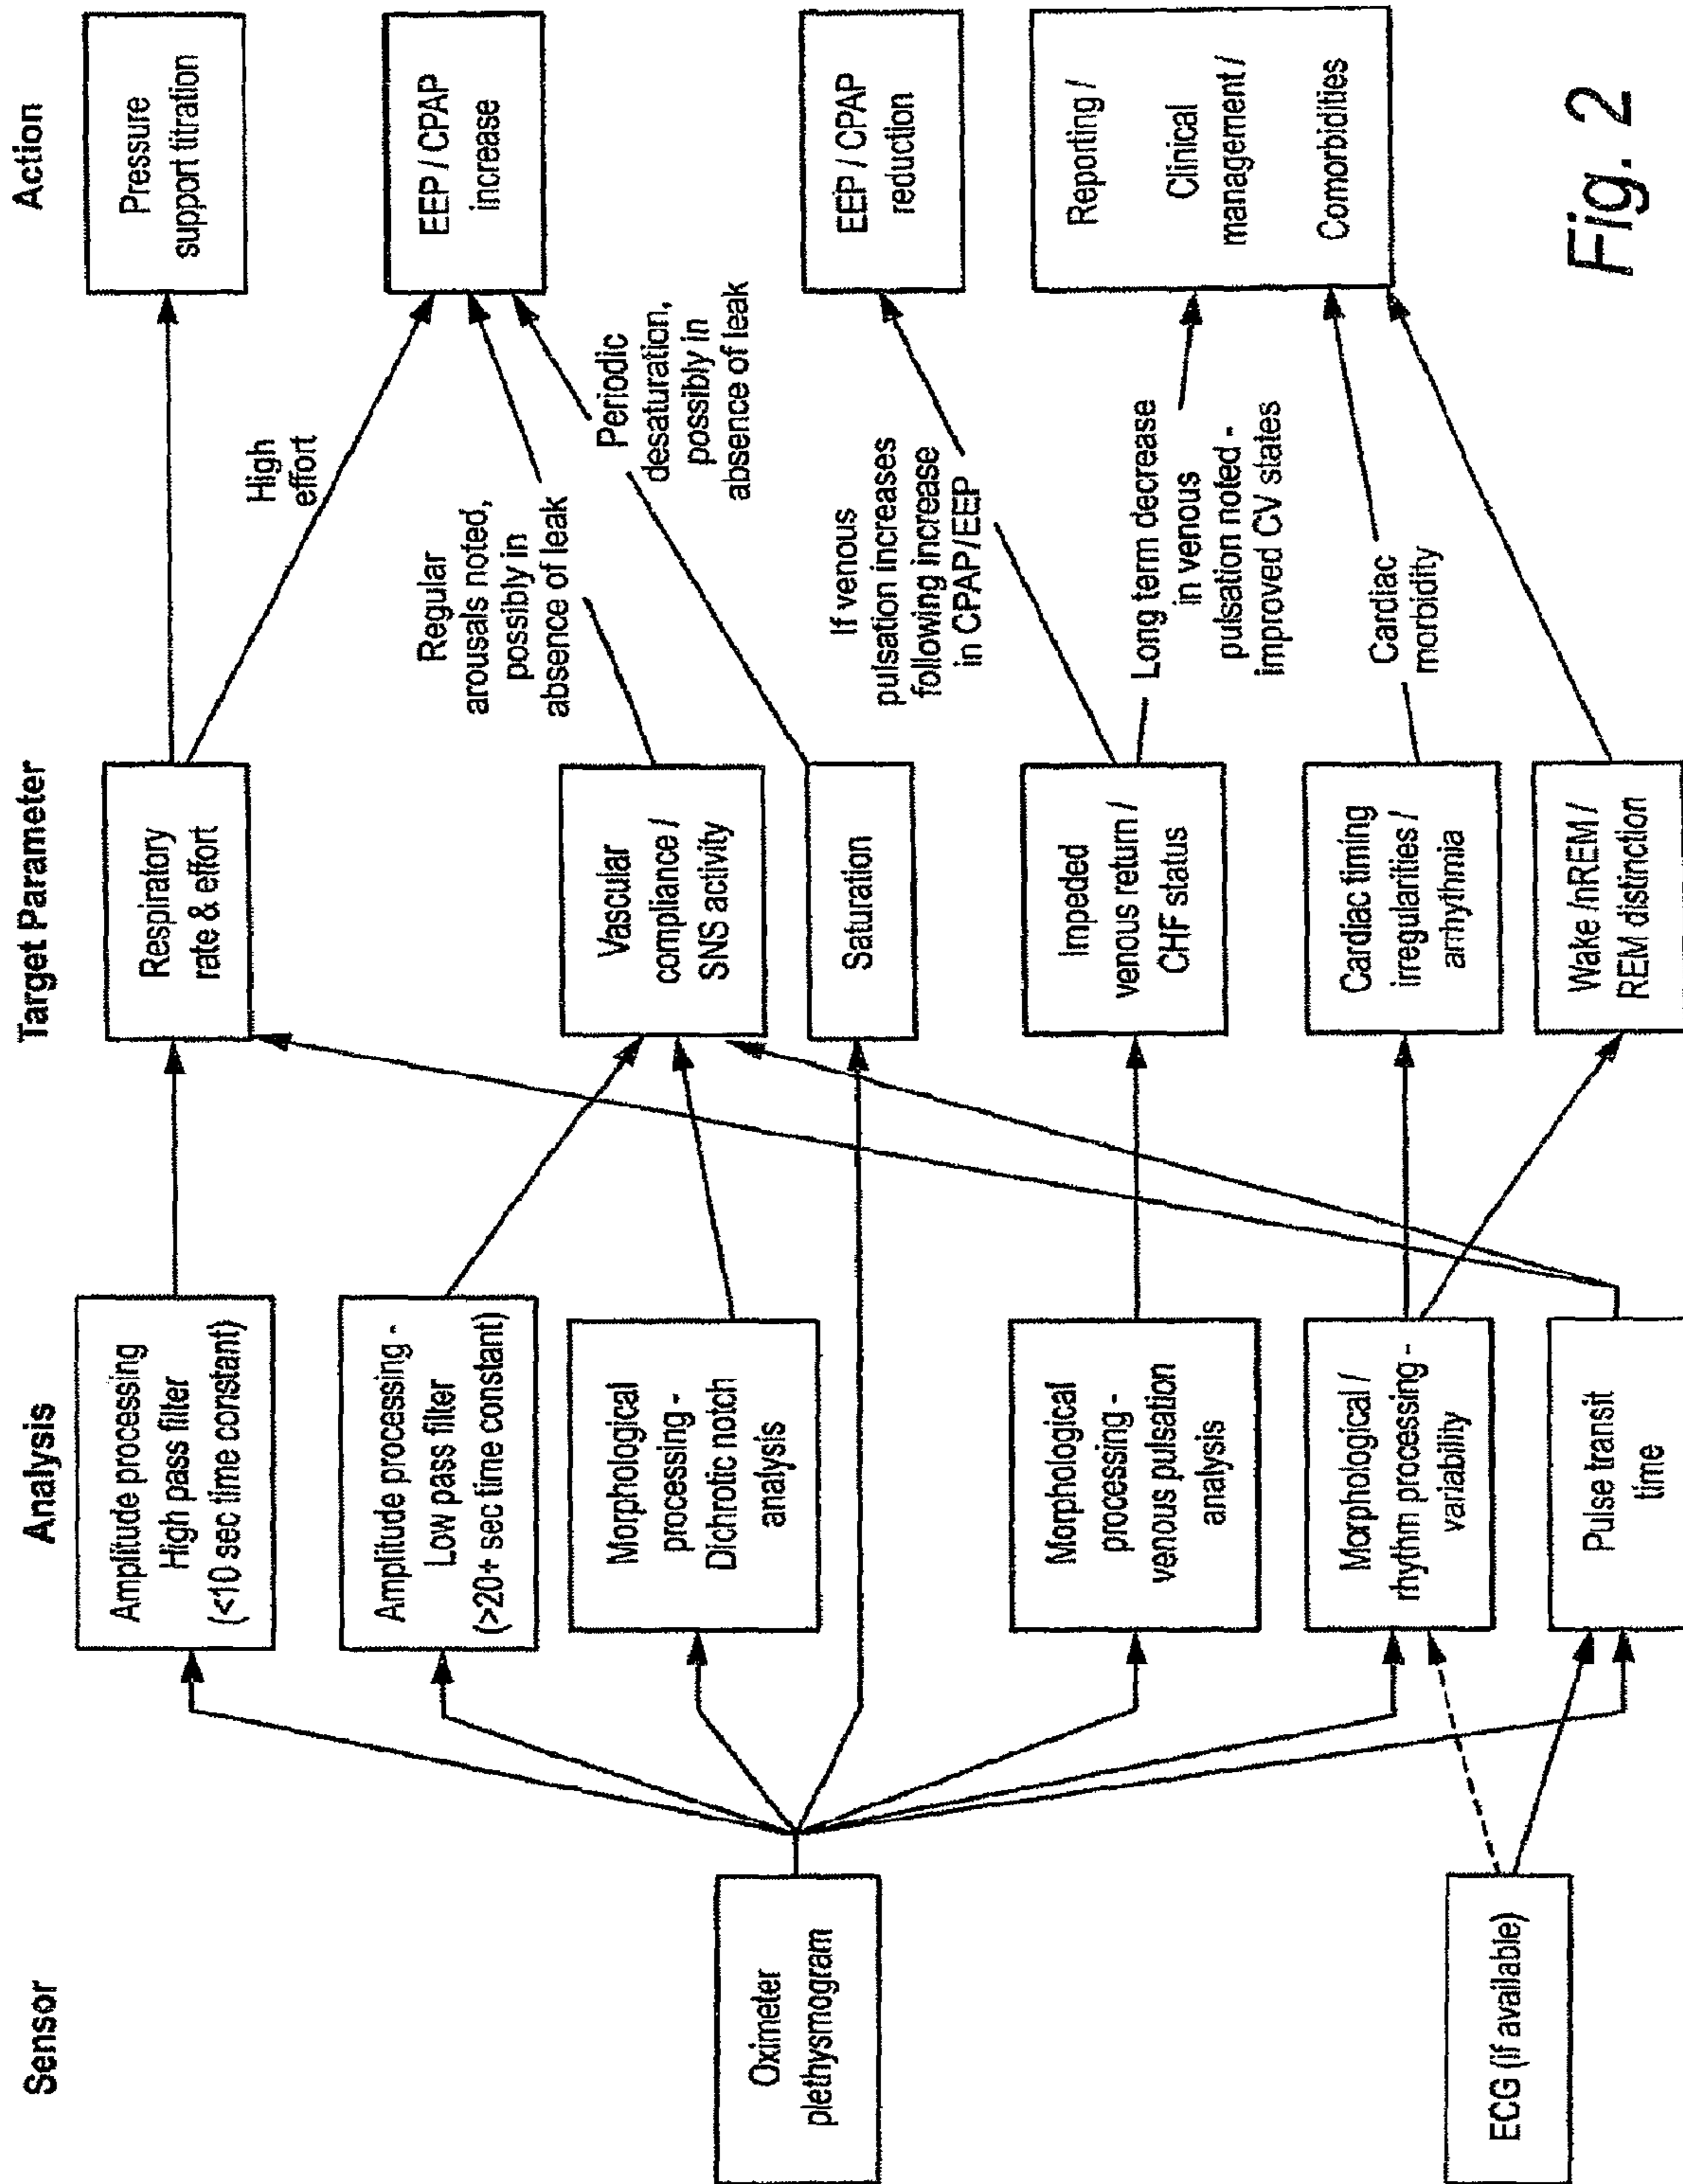 Sensor
Analysis
Target Parameter
Action
Oximeter
plethysmogram
ECG (if available)
Amplitude processing
High pass filter
(<10 sec time constant)
Amplitude processing -
Low pass filter
(>20+ sec time constant)
Morphological
processing -
Dichrotic notch
analysis
Morphological
processing -
venous pulsation
analysis
Morphological /
rhythm processing -
variability
Pulse transit
time
Respiratory
rate & effort
Vascular
compliance /
SNS activity
Saturation
Impeded
venous return /
CHF status
Cardiac timing
irregularities /
arrhythmia
Wake /nREM /
REM distinction
High
effort
Regular
arousals noted,
possibly in
absence of leak
Periodic
desaturation,
possibly in
absence of leak
If venous
pulsation increases
following increase
in CPAP/EEP
Long term decrease
in venous
pulsation noted -
improved CV states
Cardiac
morbidity
Pressure
support titration
EEP / CPAP
increase
EEP / CPAP
reduction
Reporting /
Clinical
management /
Comorbidities
Fig. 2